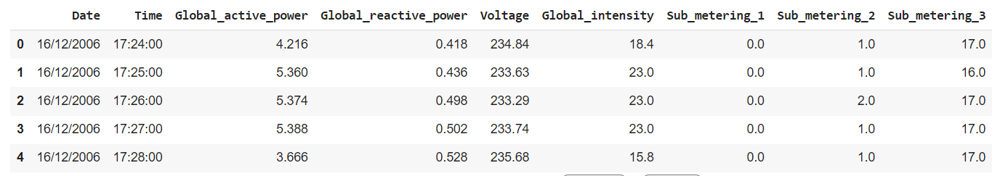 Date Time Global_active_power Global_reactive_power Voltage Global_intensity Sub_metering_1 Sub_metering_2 Sub_metering_3
0 16/12/2006 17:24:00 4.216 0.418 234.84 18.4 0.0 1.0 17.0
1 16/12/2006 17:25:00 5.360 0.436 233.63 23.0 0.0 1.0 16.0
2 16/12/2006 17:26:00 5.374 0.498 233.29 23.0 0.0 2.0 17.0
3 16/12/2006 17:27:00 5.388 0.502 233.74 23.0 0.0 1.0 17.0
4 16/12/2006 17:28:00 3.666 0.528 235.68 15.8 0.0 1.0 17.0